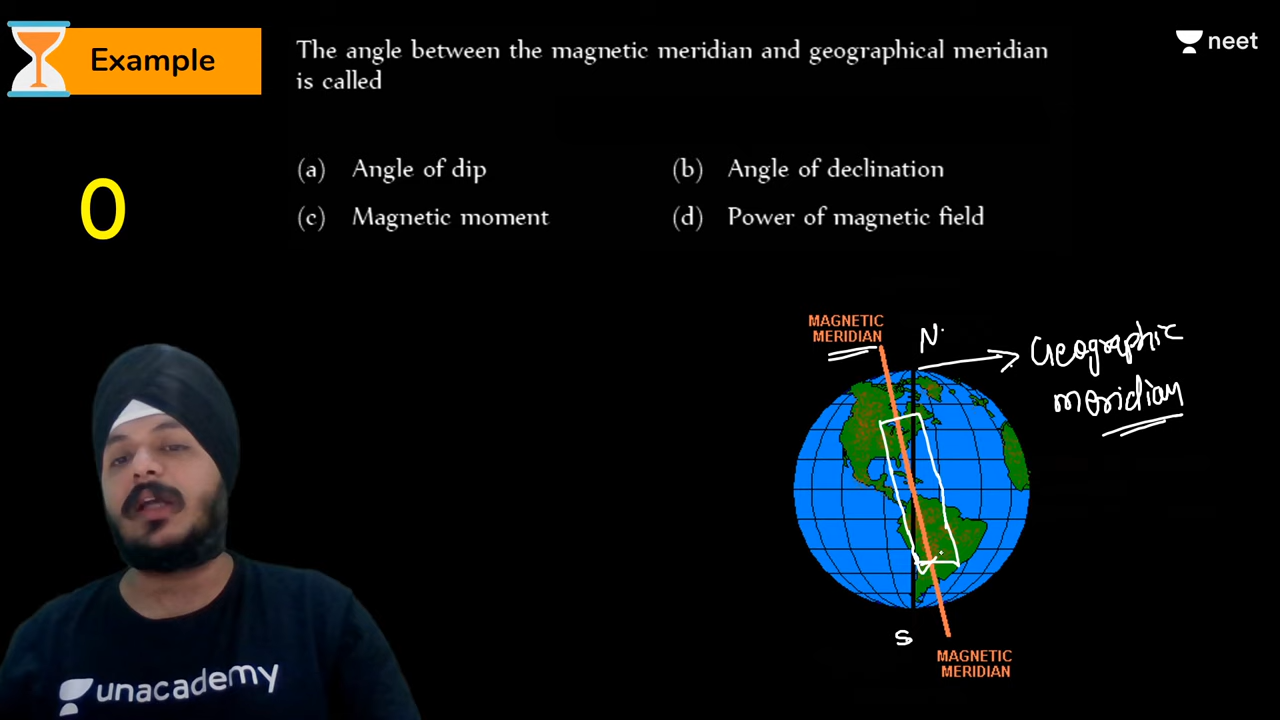 Example
The angle between the magnetic meridian and geographical meridian
is called
neet
0
(a) Angle of dip
(b) Angle of declination
(c) Magnetic moment
(d) Power of magnetic field
MAGNETIC
MERIDIAN
N
Geographic
meridian
S
MAGNETIC
MERIDIAN
unacademy